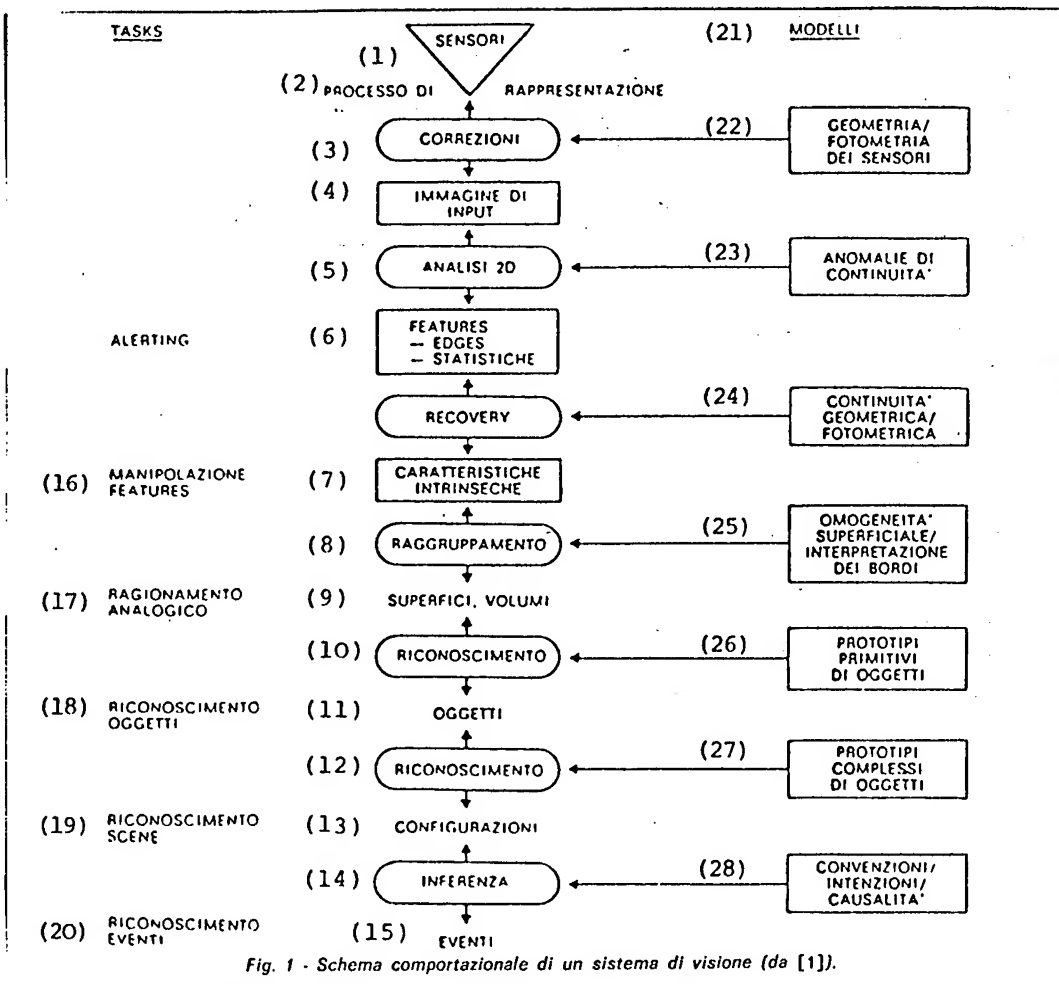 TASKS
(1) SENSORI
(21) MODELLI
(2) PROCESSO DI RAPPRESENTAZIONE
(3) CORREZIONI
(22) GEOMETRIA/
FOTOMETRIA
DEI SENSORI
(4) IMMAGINE DI
INPUT
(5) ANALISI 2D
(23) ANOMALIE DI
CONTINUITA'
ALERTING
(6) FEATURES
– EDGES
– STATISTICHE
RECOVERY
(24) CONTINUITA'
GEOMETRICA/
FOTOMETRICA
(16) MANIPOLAZIONE
FEATURES
(7) CARATTERISTICHE
INTRINSECHE
(8) RAGGRUPPAMENTO
(25) OMOGENEITA'
SUPERFICIALE/
INTERPRETAZIONE
DEI BORDI
(17) RAGIONAMENTO
ANALOGICO
(9) SUPERFICI, VOLUMI
(10) RICONOSCIMENTO
(26) PROTOTIPI
PRIMITIVI
DI OGGETTI
(18) RICONOSCIMENTO
OGGETTI
(11) OGGETTI
(12) RICONOSCIMENTO
(27) PROTOTIPI
COMPLESSI
DI OGGETTI
(19) RICONOSCIMENTO
SCENE
(13) CONFIGURAZIONI
(14) INFERENZA
(28) CONVENZIONI/
INTENZIONI/
CAUSALITA'
(20) RICONOSCIMENTO
EVENTI
(15) EVENTI
Fig. 1 - Schema comportazionale di un sistema di visione (da [1]).